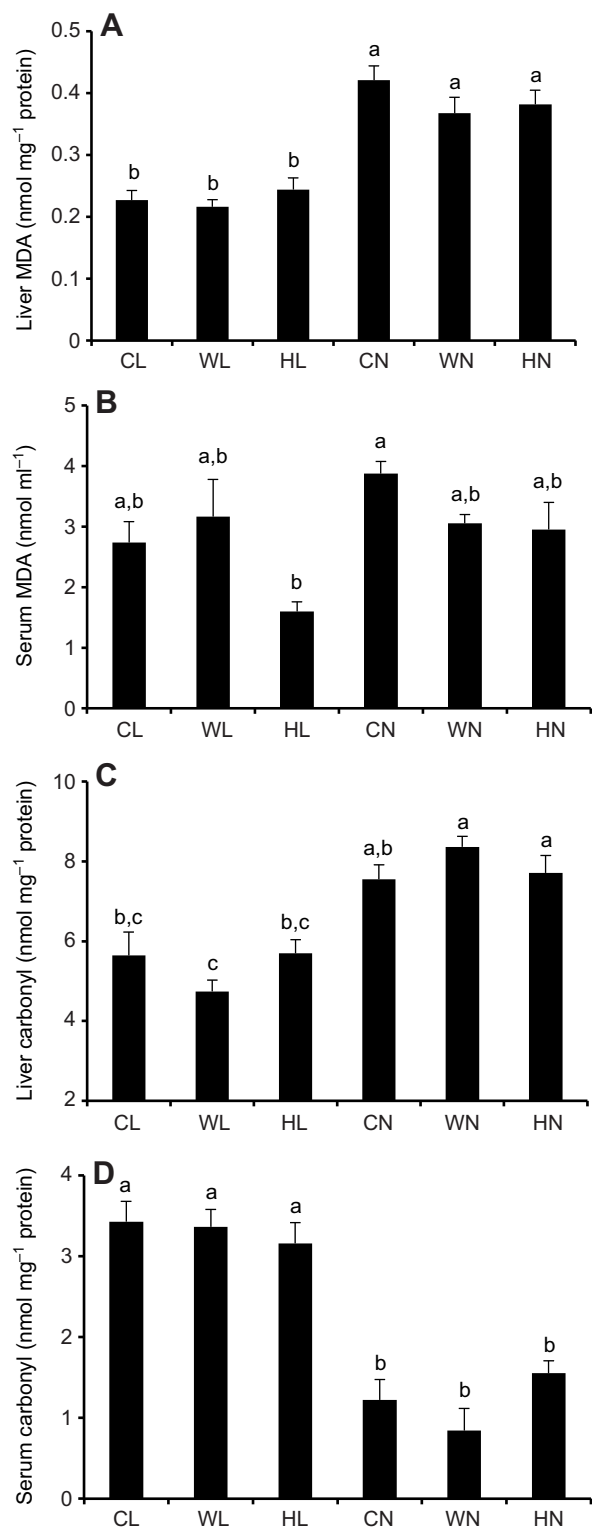 A
Liver MDA (nmol mg⁻¹ protein)
0.5
0.4
0.3
0.2
0.1
0
b b b a a a
CL WL HL CN WN HN
B
Serum MDA (nmol ml⁻¹)
5
4
3
2
1
0
a,b a,b b a a,b a,b
CL WL HL CN WN HN
C
Liver carbonyl (nmol mg⁻¹ protein)
10
8
6
4
2
b,c c b,c a,b a a
CL WL HL CN WN HN
D
Serum carbonyl (nmol mg⁻¹ protein)
4
3
2
1
0
a a a b b b
CL WL HL CN WN HN